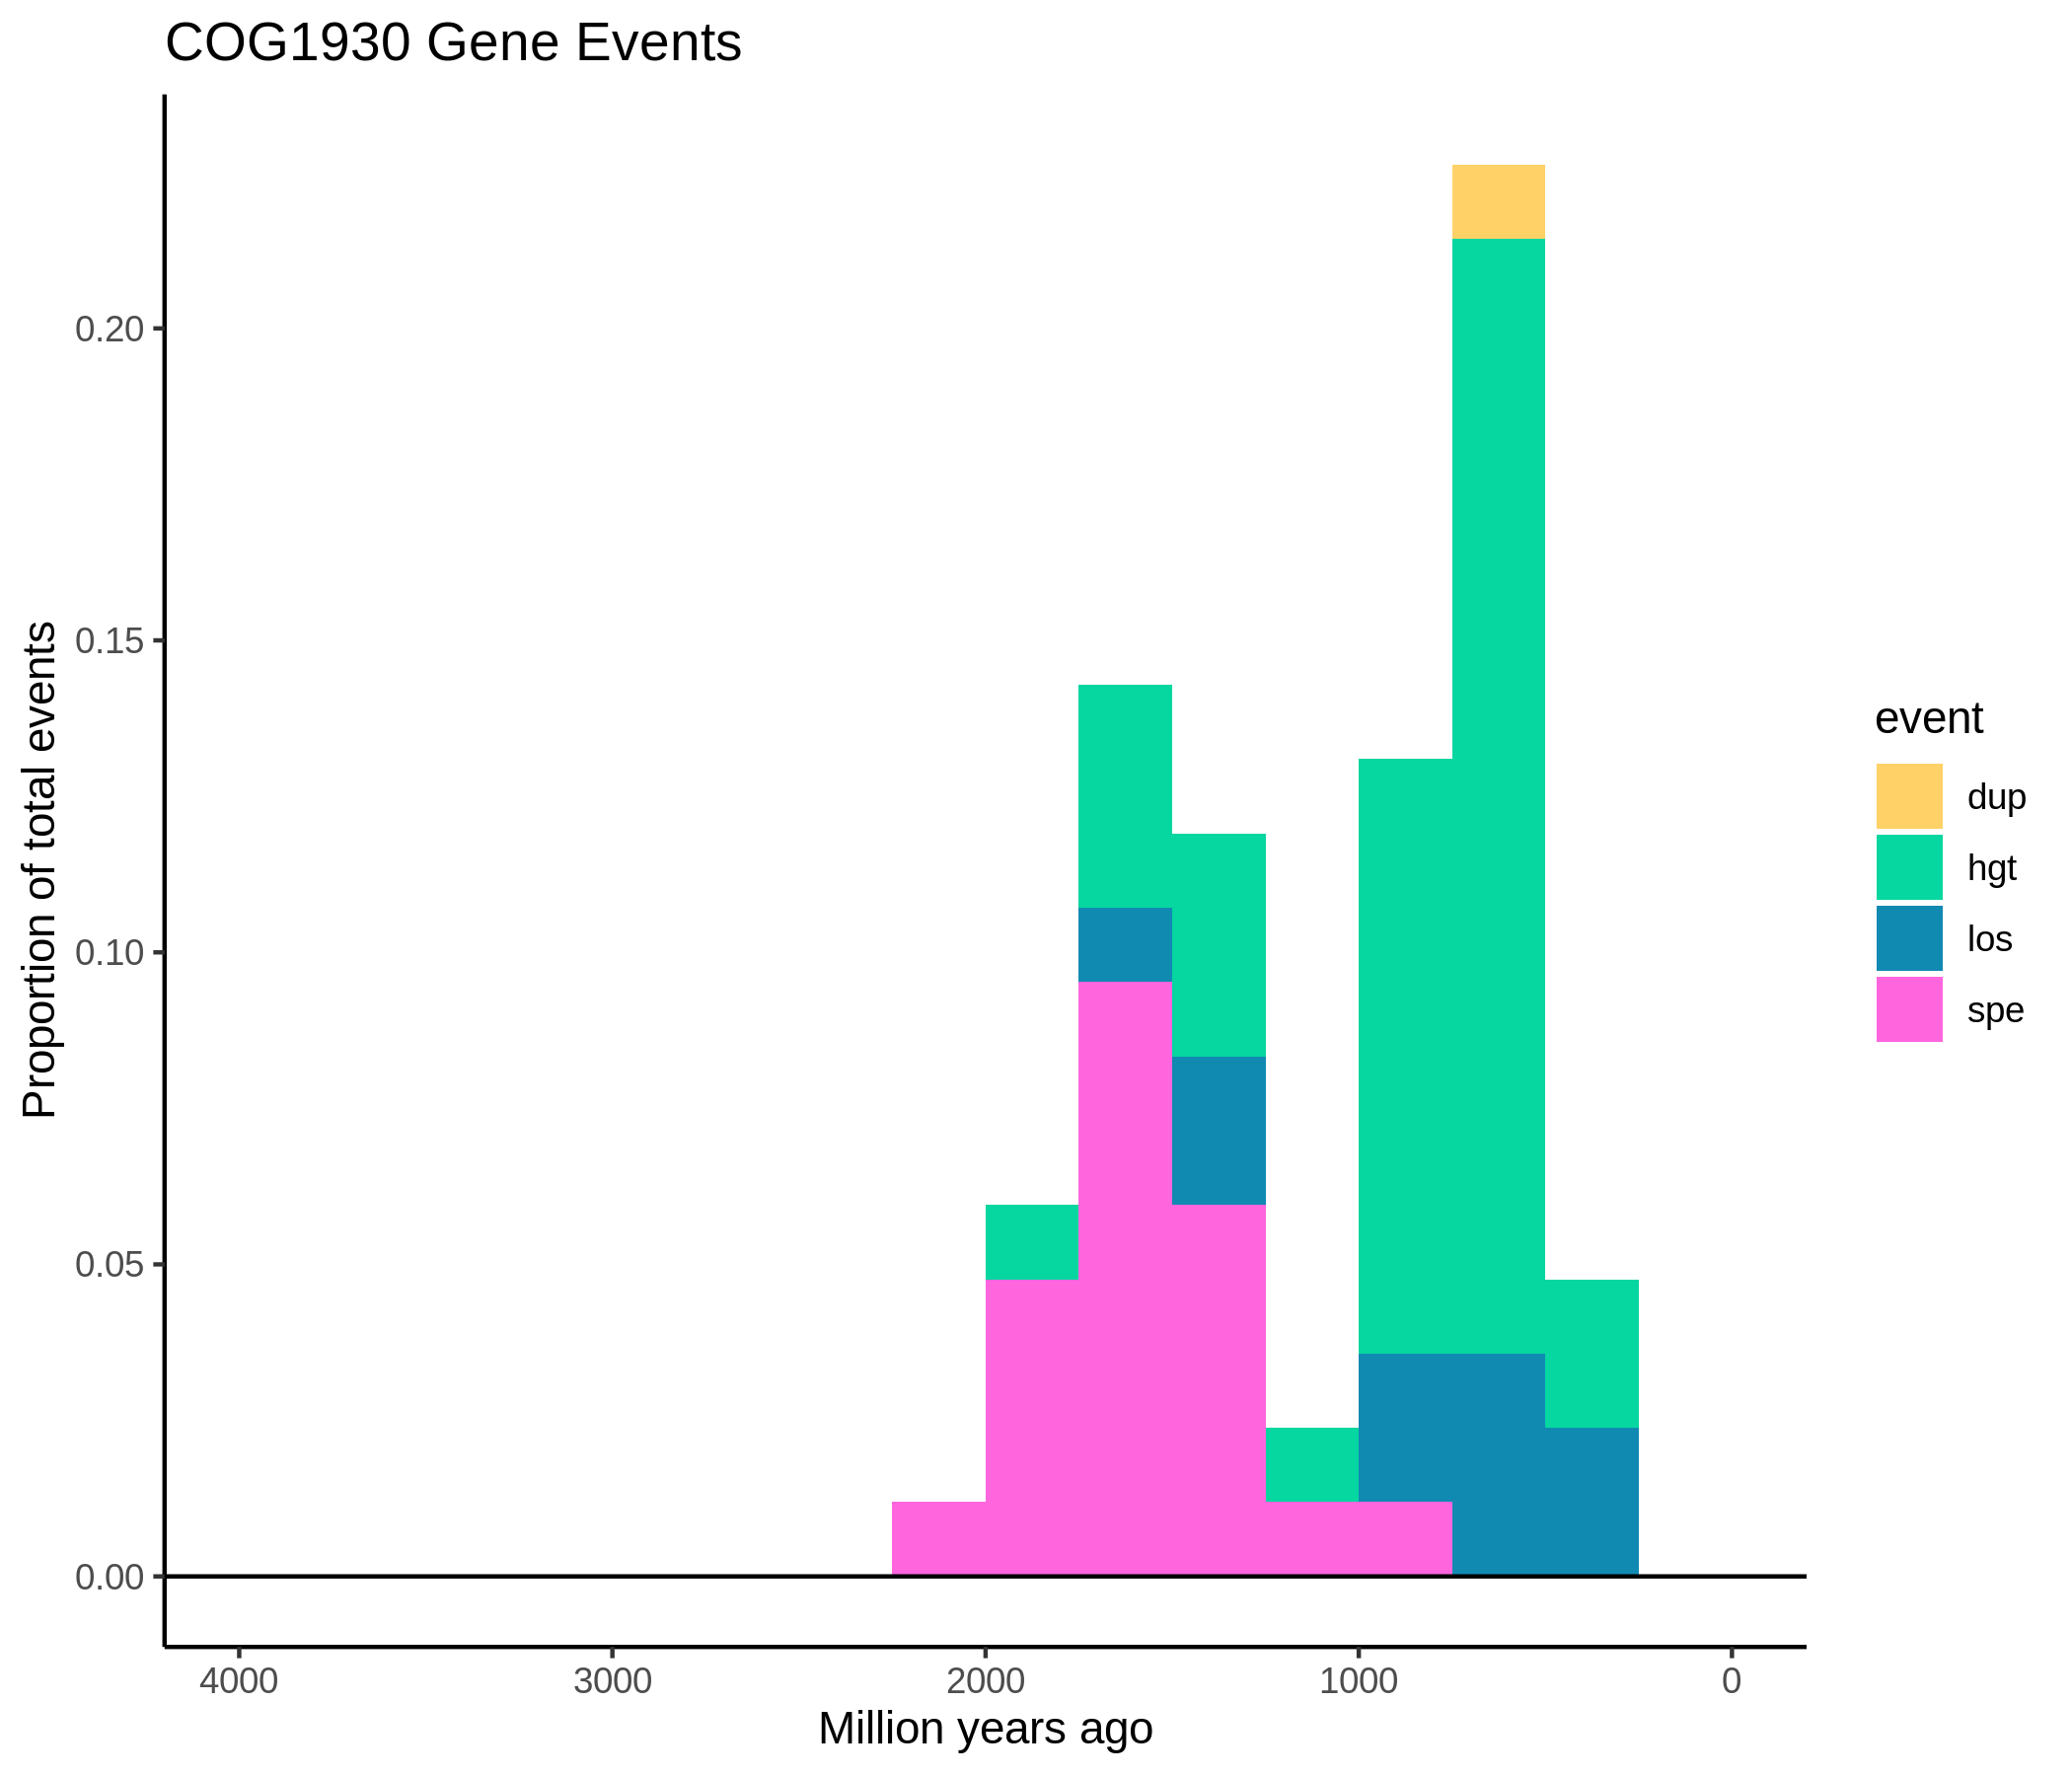 COG1930 Gene Events
Proportion of total events
0.20
0.15
0.10
0.05
0.00
4000 3000 2000 1000 0
Million years ago
event
dup
hgt
los
spe